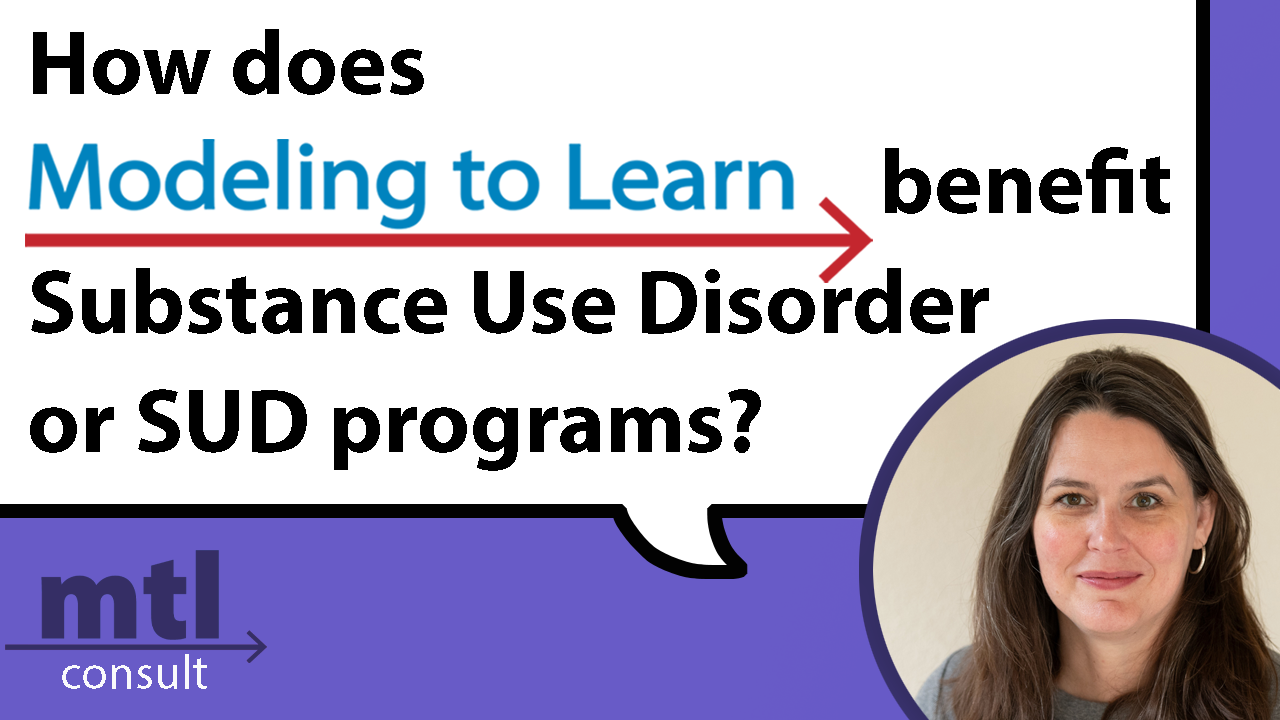 How does
Modeling to Learn benefit
Substance Use Disorder
or SUD programs?
mtl
consult